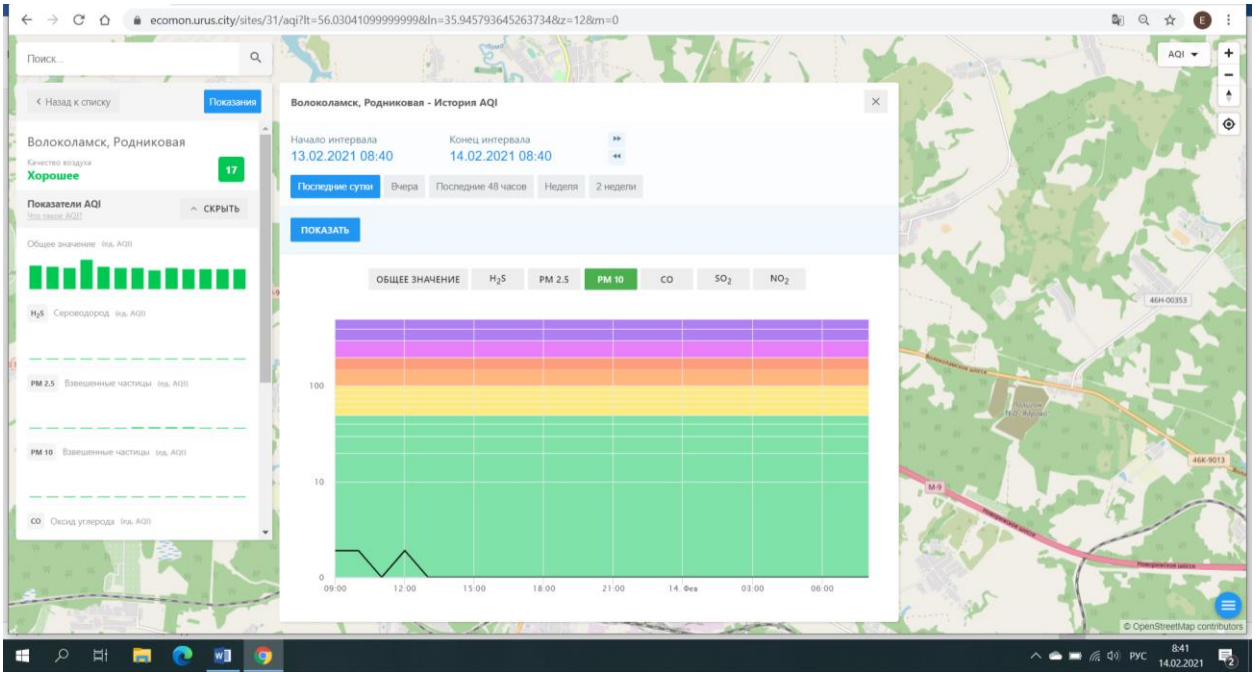 ecomon.urus.city/sites/31/aqi?lt=56.03041099999999&ln=35.945793645263734&z=12&m=0
E
Поиск...
AQI
+
−
< Назад к списку
Показания
Волоколамск, Родниковая
Качество воздуха
Хорошее
17
Показатели AQI
Что такое AQI?
СКРЫТЬ
Общее значение (ед. AQI)
H₂S Сероводород (ед. AQI)
PM 2.5 Взвешенные частицы (ед. AQI)
PM 10 Взвешенные частицы (ед. AQI)
CO Оксид углерода (ед. AQI)
Волоколамск, Родниковая - История AQI
×
Начало интервала
13.02.2021 08:40
Конец интервала
14.02.2021 08:40
Последние сутки
Вчера
Последние 48 часов
Неделя
2 недели
ПОКАЗАТЬ
ОБЩЕЕ ЗНАЧЕНИЕ
H₂S
PM 2.5
PM 10
CO
SO₂
NO₂
100
10
0
09:00 12:00 15:00 18:00 21:00 14. Фев 03:00 06:00
46Н-00353
Волоколамское шоссе
46К-9013
М-9
Новорижское шоссе
Новорижское шоссе
© OpenStreetMap contributors
РУС
8:41
14.02.2021
2